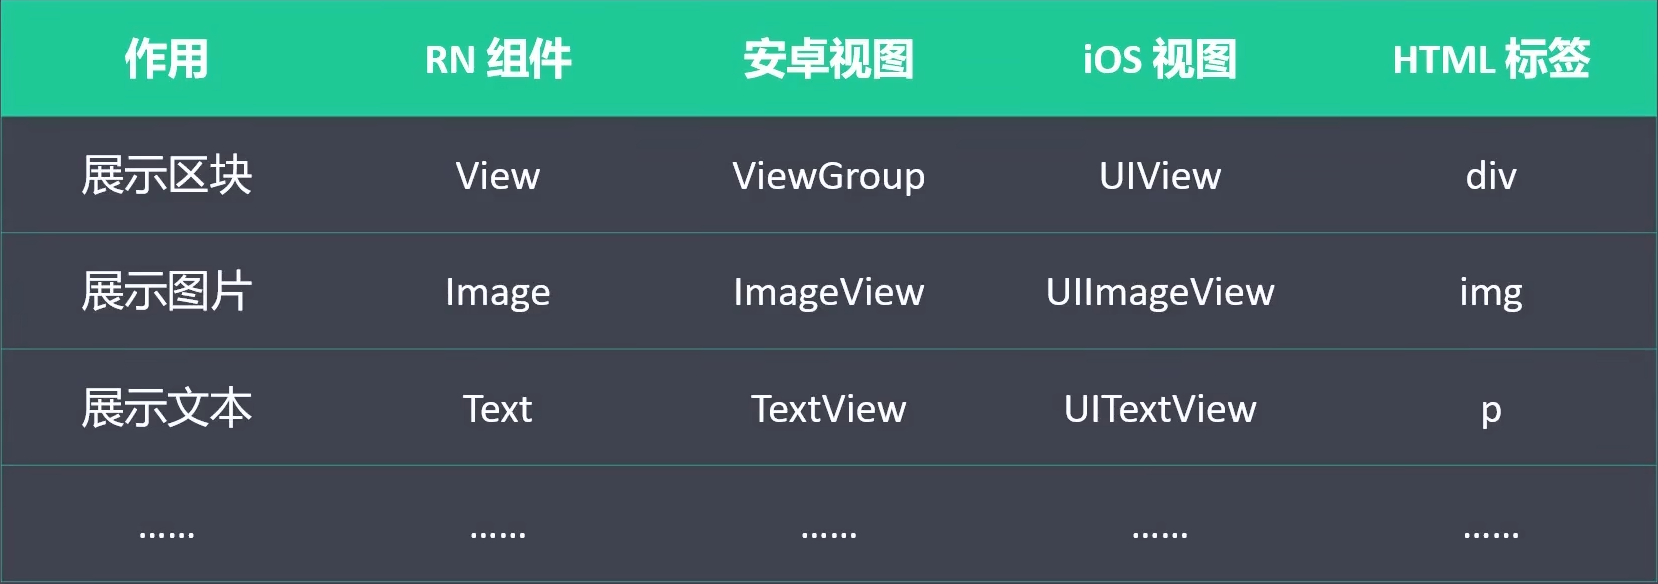 作用 RN 组件 安卓视图 iOS 视图 HTML 标签
展示区块 View ViewGroup UIView div
展示图片 Image ImageView UIImageView img
展示文本 Text TextView UITextView p
...... ...... ...... ...... ......